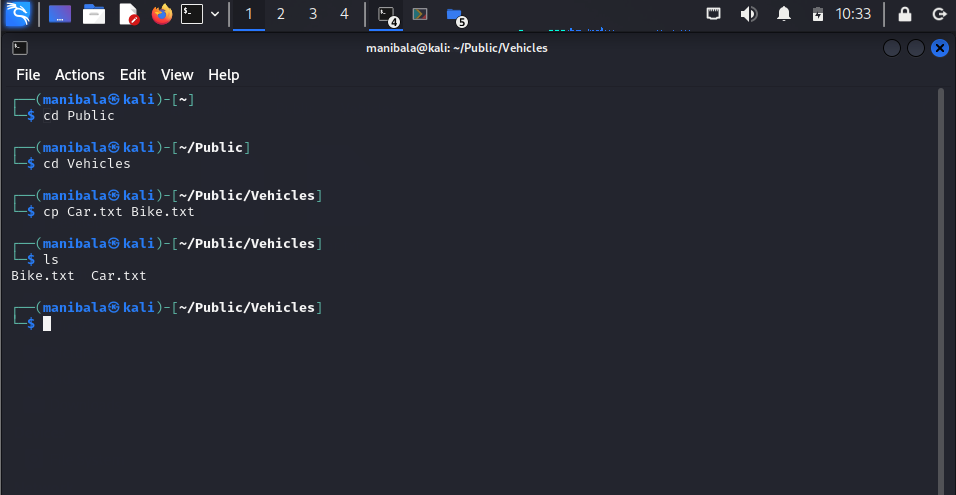 1 2 3 4 4 5 10:33
manibala@kali: ~/Public/Vehicles
File Actions Edit View Help
┌──(manibala㉿kali)-[~]
└─$ cd Public
┌──(manibala㉿kali)-[~/Public]
└─$ cd Vehicles
┌──(manibala㉿kali)-[~/Public/Vehicles]
└─$ cp Car.txt Bike.txt
┌──(manibala㉿kali)-[~/Public/Vehicles]
└─$ ls
Bike.txt  Car.txt
┌──(manibala㉿kali)-[~/Public/Vehicles]
└─$